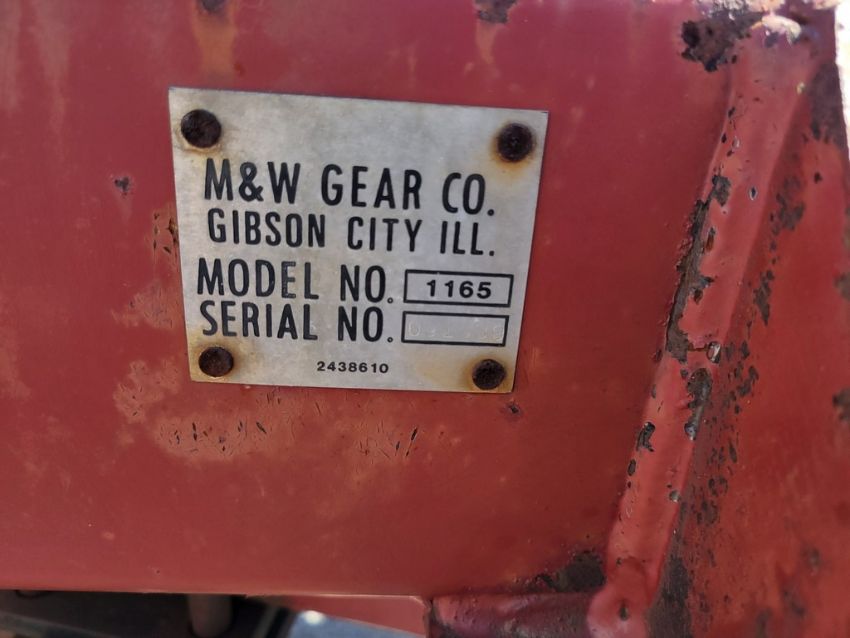 M&W GEAR CO.
GIBSON CITY ILL.
MODEL NO. 1165
SERIAL NO.
2438610